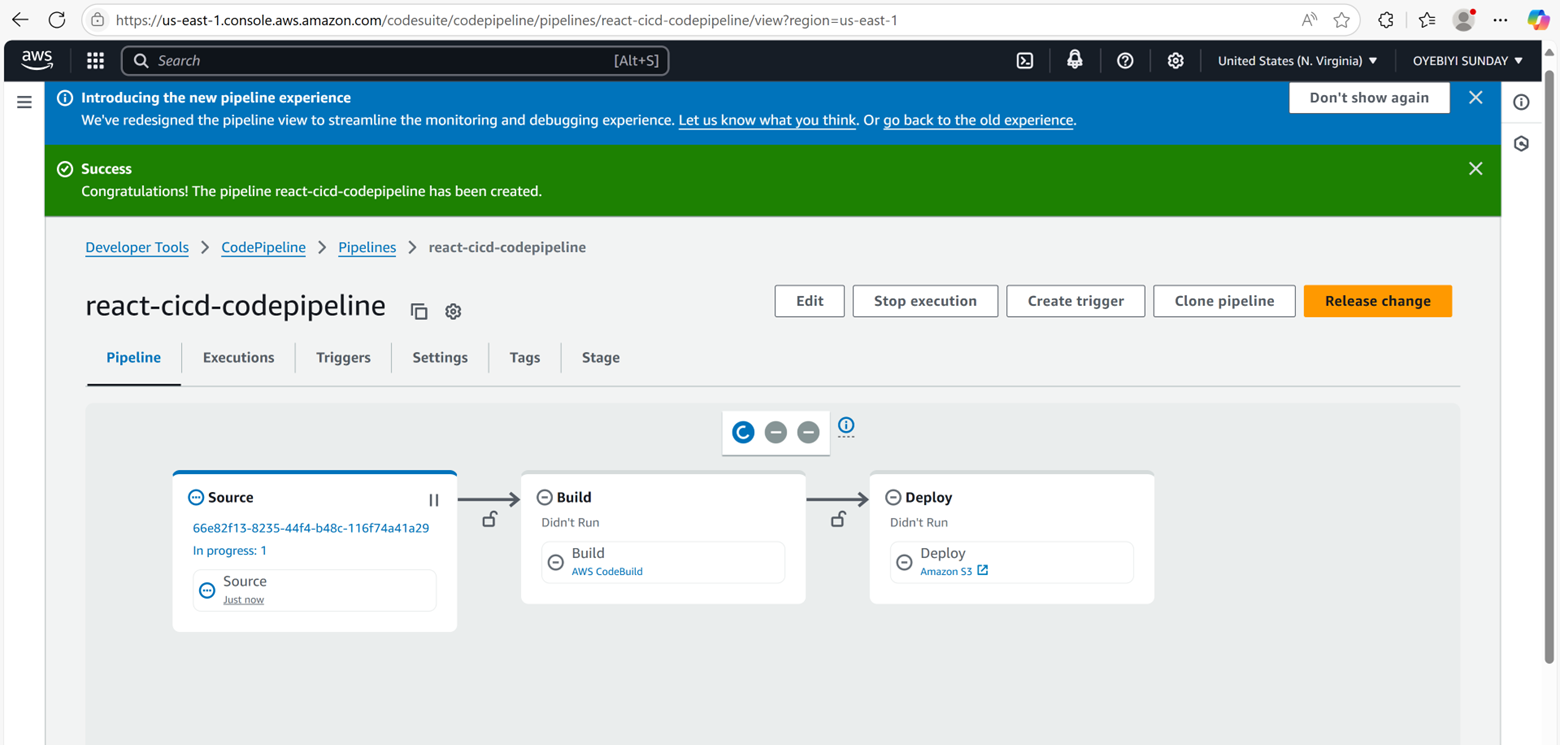 https://us-east-1.console.aws.amazon.com/codesuite/codepipeline/pipelines/react-cicd-codepipeline/view?region=us-east-1
aws
Search
[Alt+S]
United States (N. Virginia)
OYEBIYI SUNDAY
Introducing the new pipeline experience
We've redesigned the pipeline view to streamline the monitoring and debugging experience. Let us know what you think. Or go back to the old experience.
Don't show again
Success
Congratulations! The pipeline react-cicd-codepipeline has been created.
Developer Tools > CodePipeline > Pipelines > react-cicd-codepipeline
react-cicd-codepipeline
Edit
Stop execution
Create trigger
Clone pipeline
Release change
Pipeline
Executions
Triggers
Settings
Tags
Stage
Source
66e82f13-8235-44f4-b48c-116f74a41a29
In progress: 1
Source
Just now
Build
Didn't Run
Build
AWS CodeBuild
Deploy
Didn't Run
Deploy
Amazon S3